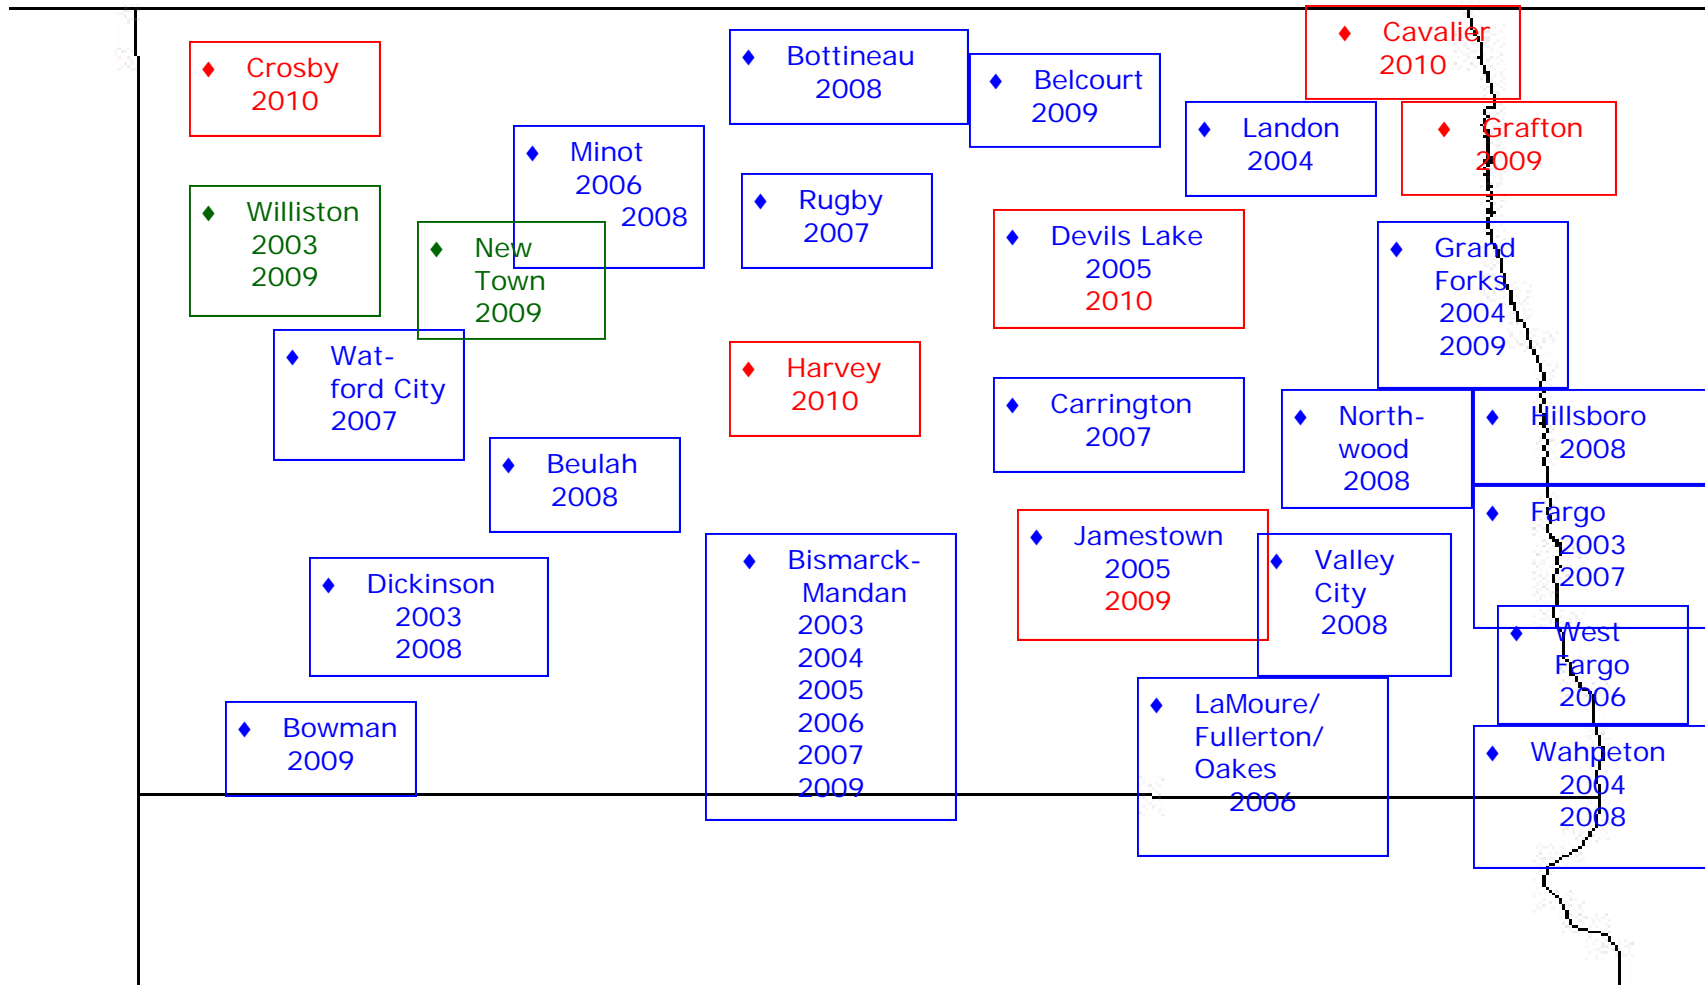 ♦ Crosby
2010
♦ Bottineau
2008
♦ Belcourt
2009
♦ Cavalier
2010
♦ Landon
2004
♦ Grafton
2009
♦ Minot
2006
2008
♦ Williston
2003
2009
♦ New
Town
2009
♦ Rugby
2007
♦ Devils Lake
2005
2010
♦ Grand
Forks
2004
2009
♦ Wat-
ford City
2007
♦ Harvey
2010
♦ Carrington
2007
♦ North-
wood
2008
♦ Hillsboro
2008
♦ Beulah
2008
♦ Fargo
2003
2007
♦ Dickinson
2003
2008
♦ Bismarck-
Mandan
2003
2004
2005
2006
2007
2009
♦ Jamestown
2005
2009
♦ Valley
City
2008
♦ West
Fargo
2006
♦ Bowman
2009
♦ LaMoure/
Fullerton/
Oakes
2006
♦ Wahpeton
2004
2008